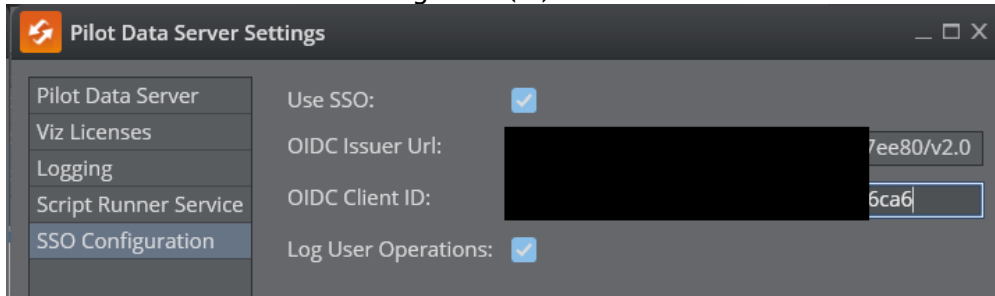 Pilot Data Server Settings
Pilot Data Server
Viz Licenses
Logging
Script Runner Service
SSO Configuration
Use SSO:
OIDC Issuer Url:
7ee80/v2.0
OIDC Client ID:
6ca6
Log User Operations: